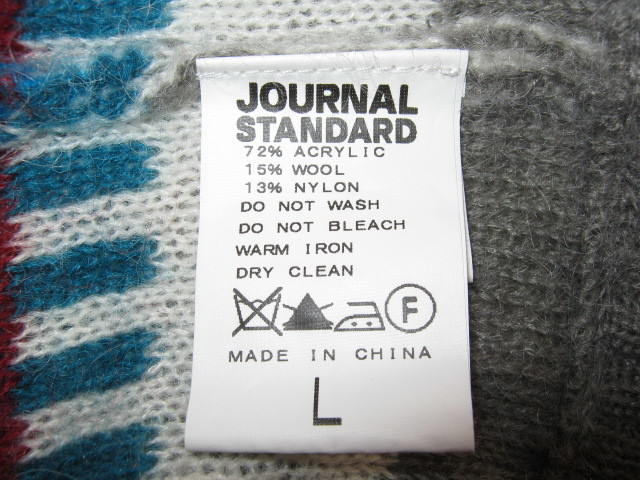 JOURNAL
STANDARD
72% ACRYLIC
15% WOOL
13% NYLON
DO NOT WASH
DO NOT BLEACH
WARM IRON
DRY CLEAN
F
MADE IN CHINA
L